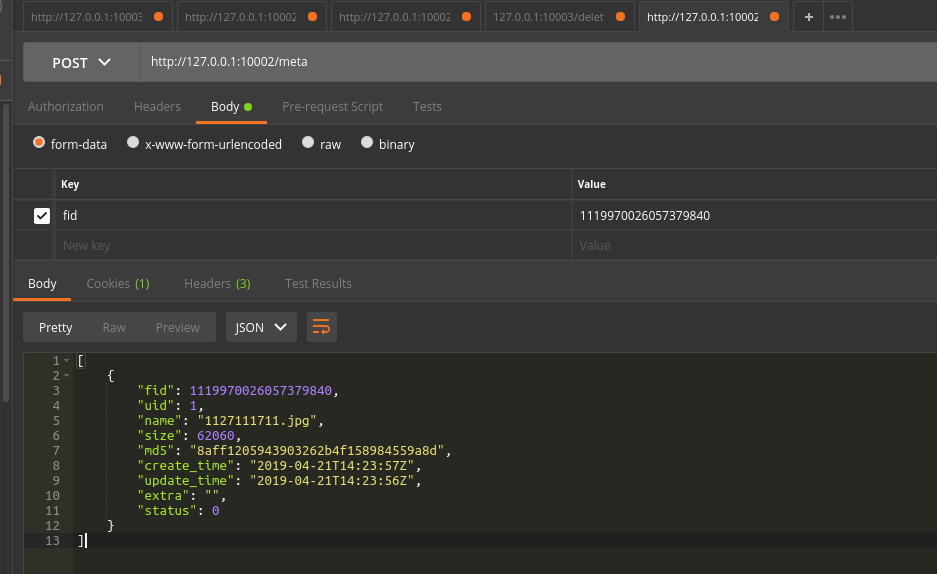 http://127.0.0.1:10003 http://127.0.0.1:10002 http://127.0.0.1:10002 127.0.0.1:10003/delet http://127.0.0.1:10002 + •••
POST http://127.0.0.1:10002/meta
Authorization Headers Body Pre-request Script Tests
form-data x-www-form-urlencoded raw binary
Key Value
fid 1119970026057379840
New key Value
Body Cookies (1) Headers (3) Test Results
Pretty Raw Preview JSON
1 [
2 {
3 "fid": 1119970026057379840,
4 "uid": 1,
5 "name": "1127111711.jpg",
6 "size": 62060,
7 "md5": "8aff1205943903262b4f158984559a8d",
8 "create_time": "2019-04-21T14:23:57Z",
9 "update_time": "2019-04-21T14:23:56Z",
10 "extra": "",
11 "status": 0
12 }
13 ]